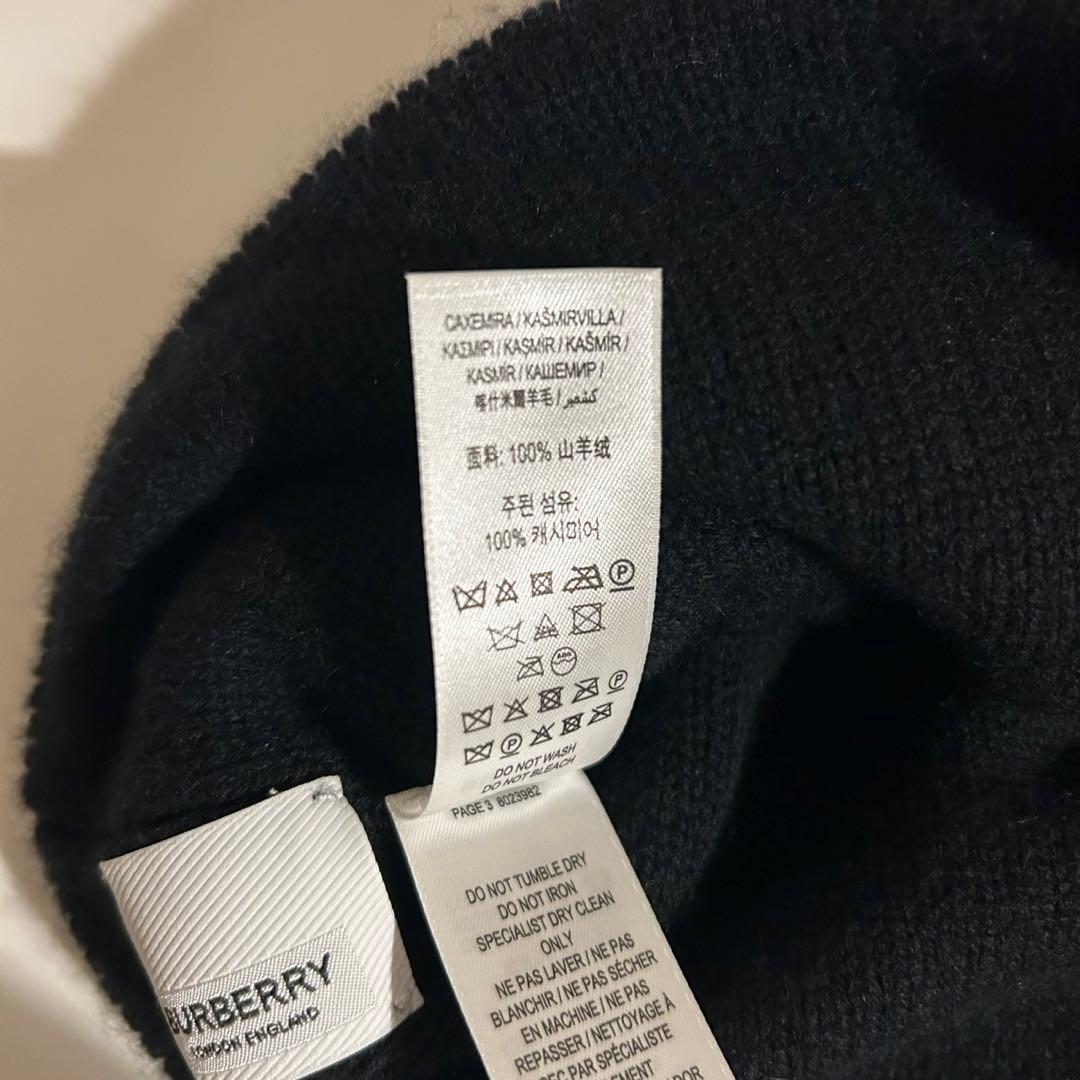 CAXEMIRA / KAŠMIRVILLA /
ΚΑΣΜΙΡΙ / KAŞMİR / KAŠMÍR /
KASMÍR / КАШЕМИР /
喀什米爾羊毛 / كشمير
面料: 100% 山羊绒
주된 섬유:
100% 캐시미어
P
P
P
DO NOT WASH
DO NOT BLEACH
PAGE 3 8023982
DO NOT TUMBLE DRY
DO NOT IRON
SPECIALIST DRY CLEAN
ONLY
NE PAS LAVER / NE PAS
BLANCHIR / NE PAS SÉCHER
EN MACHINE / NE PAS
REPASSER / NETTOYAGE À
SEC PAR SPÉCIALISTE
BURBERRY
LONDON ENGLAND